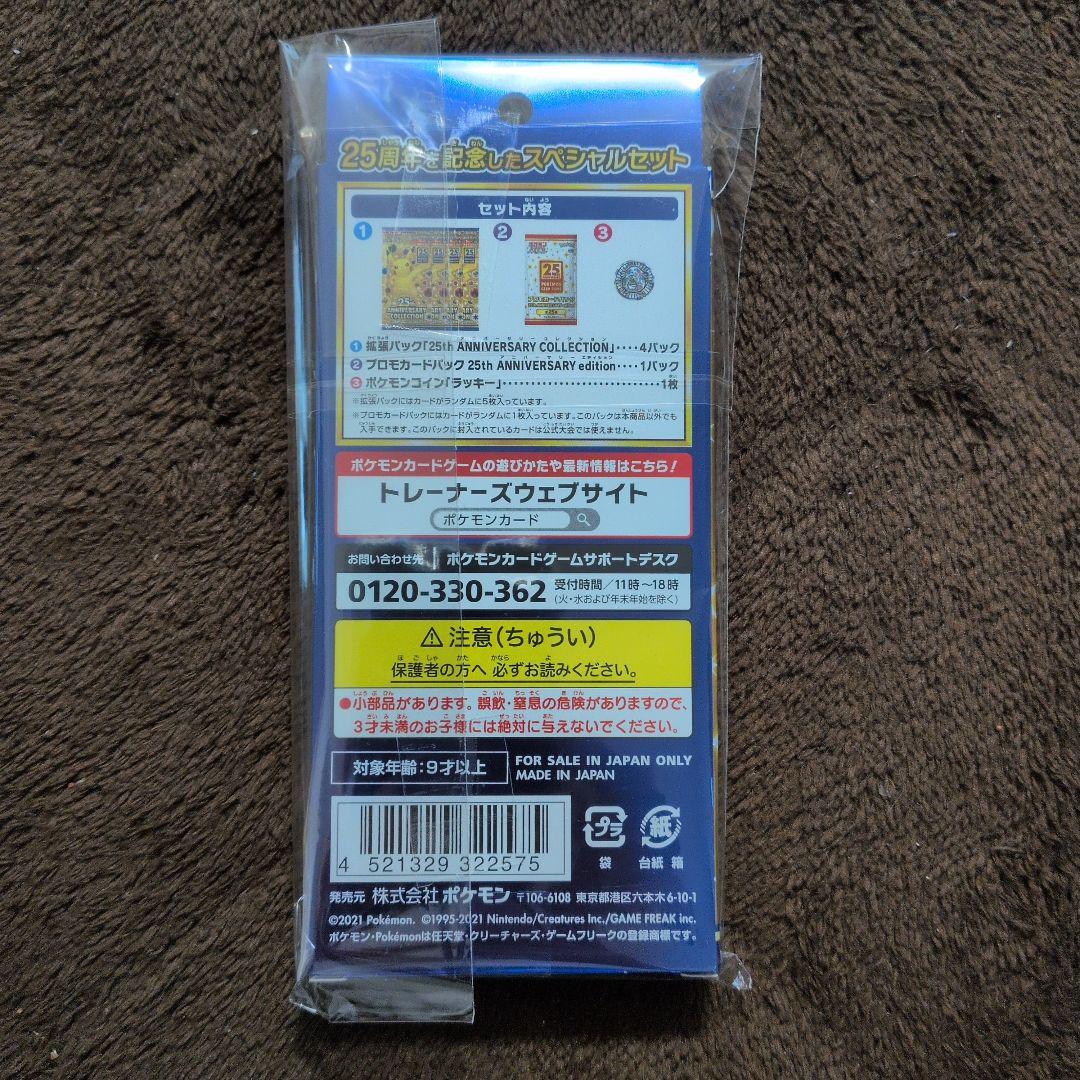 25周年を記念したスペシャルセット
セット内容
1 2 3
25th ANNIVERSARY COLLECTION
25
プロモカードパック
1 拡張パック「25th ANNIVERSARY COLLECTION」････4パック
2 プロモカードパック 25th ANNIVERSARY edition････1パック
3 ポケモンコイン「ラッキー」･･････････････････････････1枚
※拡張パックにはカードがランダムに5枚入っています。
※プロモカードパックにはカードがランダムに1枚入っています。このパックは本商品以外でも
入手できます。このパックに封入されているカードは公式大会では使えません。
ポケモンカードゲームの遊びかたや最新情報はこちら!
トレーナーズウェブサイト
ポケモンカード
お問い合わせ先 ポケモンカードゲームサポートデスク
0120-330-362 受付時間/11時~18時
(火・水および年末年始を除く)
⚠注意(ちゅうい)
保護者の方へ 必ずお読みください。
●小部品があります。誤飲・窒息の危険がありますので、
3才未満のお子様には絶対に与えないでください。
対象年齢:9才以上 FOR SALE IN JAPAN ONLY
MADE IN JAPAN
プラ 紙
袋 台紙 箱
4 521329 322575
発売元 株式会社 ポケモン 〒106-6108 東京都港区六本木6-10-1
©2021 Pokémon. ©1995-2021 Nintendo/Creatures Inc./GAME FREAK inc.
ポケモン・Pokémonは任天堂・クリーチャーズ・ゲームフリークの登録商標です。